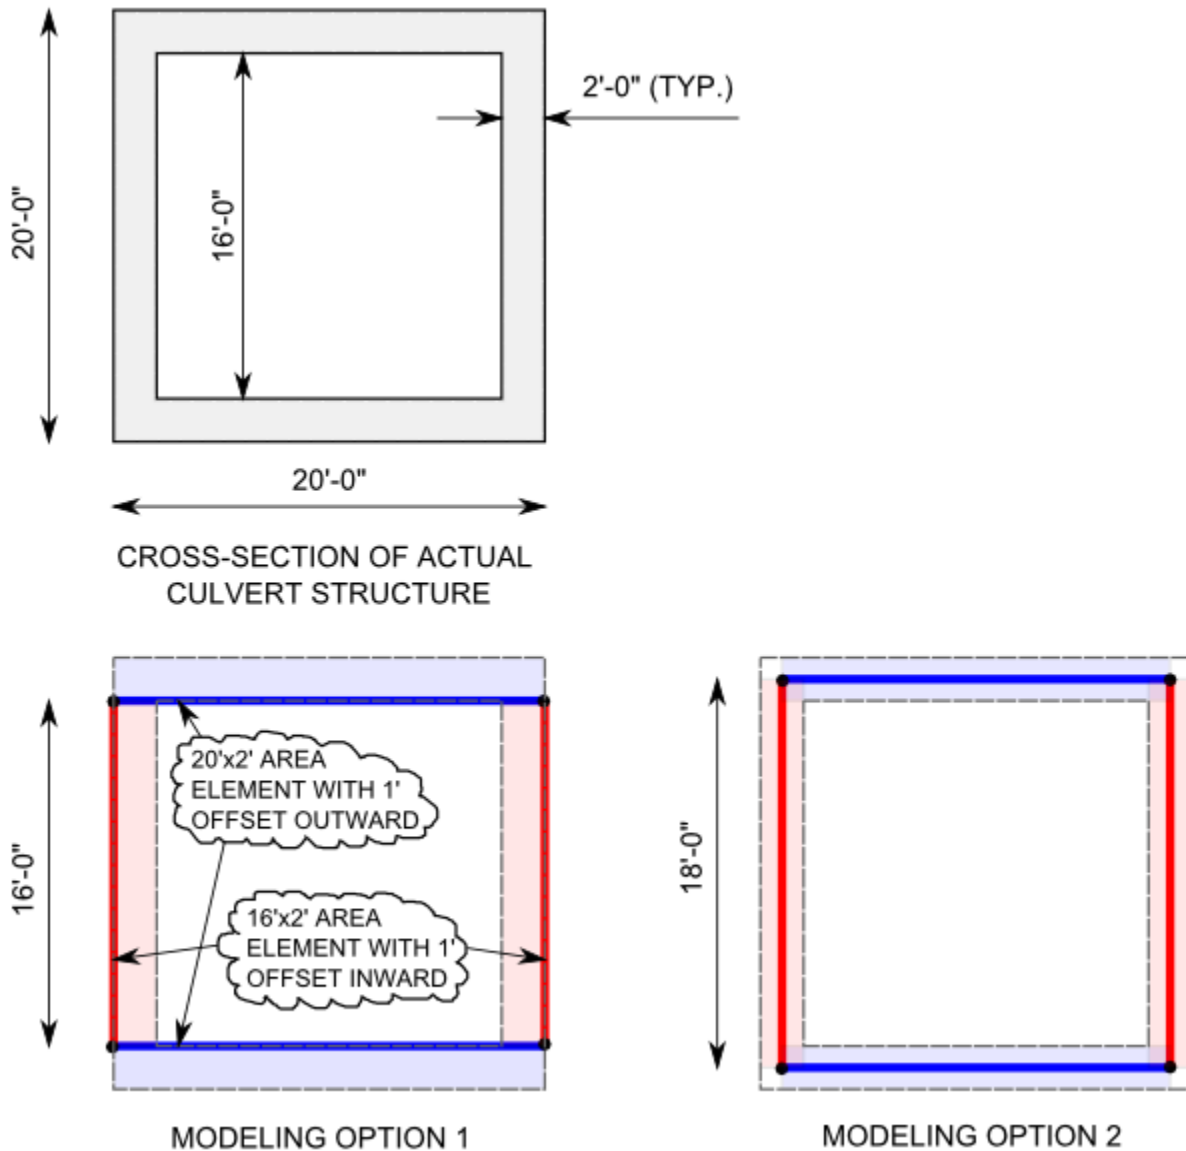 2'-0" (TYP.)
20'-0"
16'-0"
20'-0"
CROSS-SECTION OF ACTUAL
CULVERT STRUCTURE
20'x2' AREA
ELEMENT WITH 1'
OFFSET OUTWARD
16'-0"
16'x2' AREA
ELEMENT WITH 1'
OFFSET INWARD
MODELING OPTION 1
18'-0"
MODELING OPTION 2